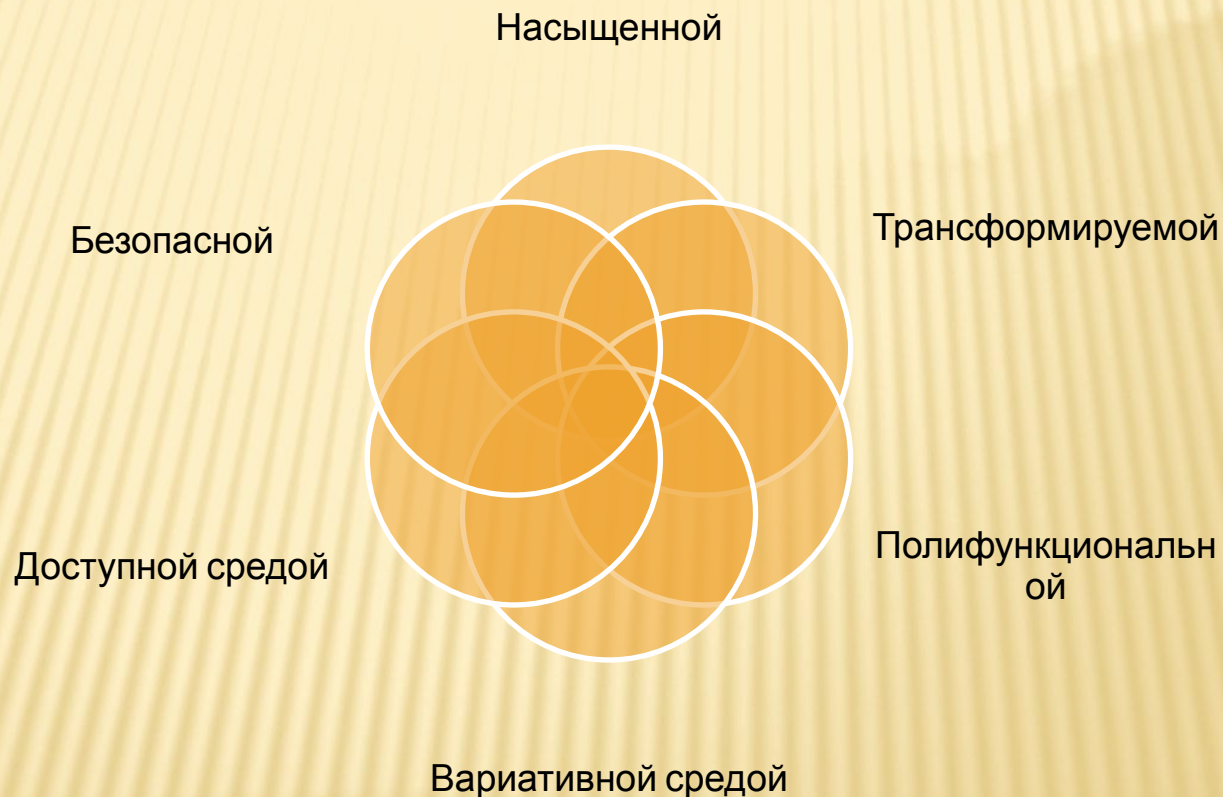 Насыщенной
Безопасной
Трансформируемой
Доступной средой
Полифункциональн
ой
Вариативной средой